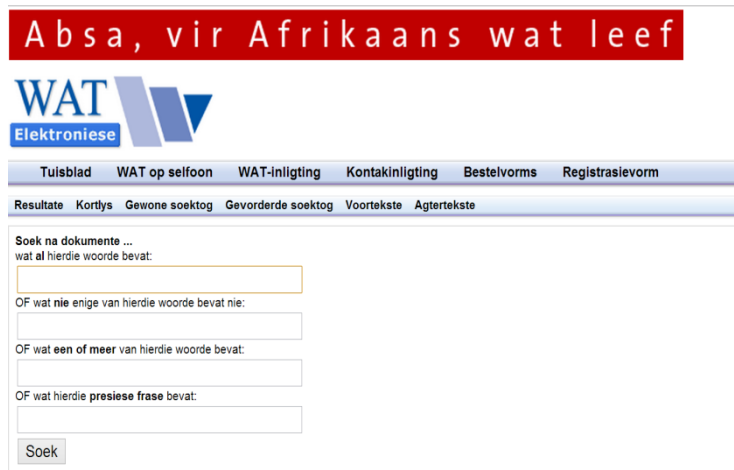 Absa, vir Afrikaans wat leef
WAT
Elektroniese
Tuisblad WAT op selfoon WAT-inligting Kontakinligting Bestelvorms Registrasievorm
Resultate Kortlys Gewone soektog Gevorderde soektog Voortekste Agtertekste
Soek na dokumente ...
wat al hierdie woorde bevat:
OF wat nie enige van hierdie woorde bevat nie:
OF wat een of meer van hierdie woorde bevat:
OF wat hierdie presiese frase bevat:
Soek